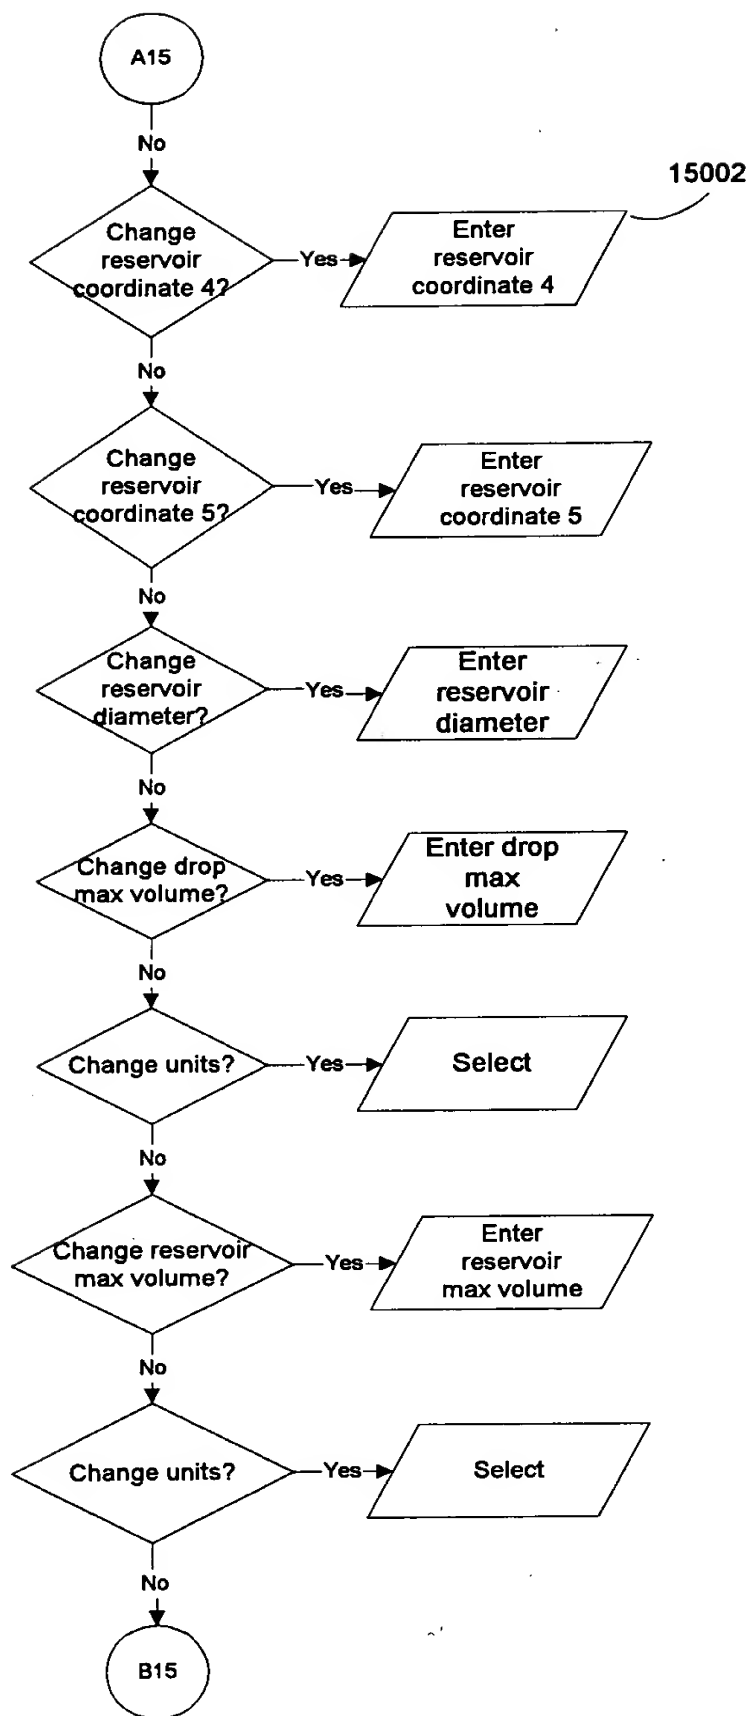 A15
No
15002
Change
reservoir
coordinate 4?
Yes
Enter
reservoir
coordinate 4
No
Change
reservoir
coordinate 5?
Yes
Enter
reservoir
coordinate 5
No
Change
reservoir
diameter?
Yes
Enter
reservoir
diameter
No
Change drop
max volume?
Yes
Enter drop
max
volume
No
Change units?
Yes
Select
No
Change reservoir
max volume?
Yes
Enter
reservoir
max volume
No
Change units?
Yes
Select
No
B15